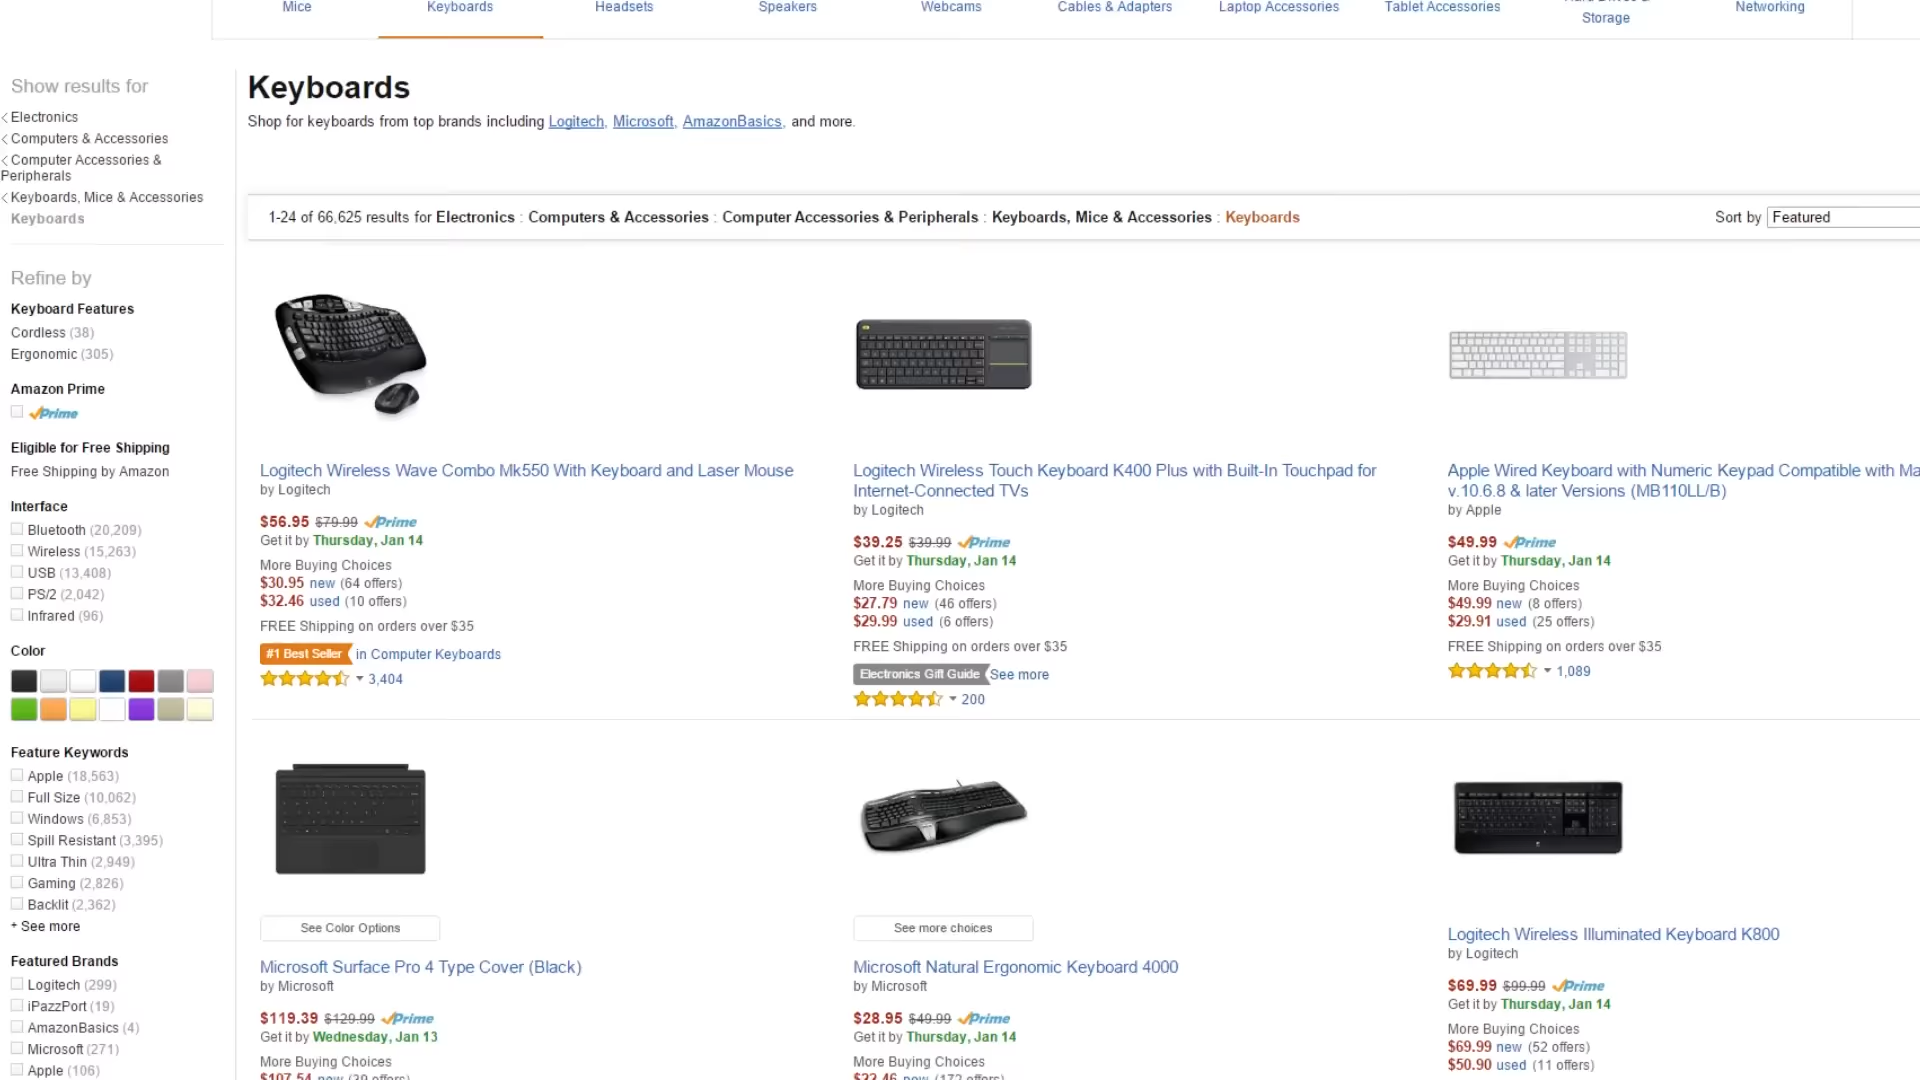 Mice
Keyboards
Headsets
Speakers
Webcams
Cables & Adapters
Laptop Accessories
Tablet Accessories
Storage
Networking
Show results for
Electronics
Computers & Accessories
Computer Accessories &
Peripherals
Keyboards, Mice & Accessories
Keyboards
Refine by
Keyboard Features
Cordless (38)
Ergonomic (305)
Amazon Prime
Prime
Eligible for Free Shipping
Free Shipping by Amazon
Interface
Bluetooth (20,209)
Wireless (15,263)
USB (13,408)
PS/2 (2,042)
Infrared (96)
Color
Feature Keywords
Apple (18,563)
Full Size (10,062)
Windows (6,853)
Spill Resistant (3,395)
Ultra Thin (2,949)
Gaming (2,826)
Backlit (2,362)
+ See more
Featured Brands
Logitech (299)
iPazzPort (19)
AmazonBasics (4)
Microsoft (271)
Apple (106)
Keyboards
Shop for keyboards from top brands including Logitech, Microsoft, AmazonBasics, and more.
1-24 of 66,625 results for Electronics : Computers & Accessories : Computer Accessories & Peripherals : Keyboards, Mice & Accessories : Keyboards
Sort by Featured
Logitech Wireless Wave Combo Mk550 With Keyboard and Laser Mouse
by Logitech
$56.95 $79.99 Prime
Get it by Thursday, Jan 14
More Buying Choices
$30.95 new (64 offers)
$32.46 used (10 offers)
FREE Shipping on orders over $35
#1 Best Seller in Computer Keyboards
3,404
Logitech Wireless Touch Keyboard K400 Plus with Built-In Touchpad for
Internet-Connected TVs
by Logitech
$39.25 $39.99 Prime
Get it by Thursday, Jan 14
More Buying Choices
$27.79 new (46 offers)
$29.99 used (6 offers)
FREE Shipping on orders over $35
Electronics Gift Guide See more
200
Apple Wired Keyboard with Numeric Keypad Compatible with Ma
v.10.6.8 & later Versions (MB110LL/B)
by Apple
$49.99 Prime
Get it by Thursday, Jan 14
More Buying Choices
$49.99 new (8 offers)
$29.91 used (25 offers)
FREE Shipping on orders over $35
1,089
See Color Options
Microsoft Surface Pro 4 Type Cover (Black)
by Microsoft
$119.39 $129.99 Prime
Get it by Wednesday, Jan 13
More Buying Choices
$107.54 new (39 offers)
See more choices
Microsoft Natural Ergonomic Keyboard 4000
by Microsoft
$28.95 $49.99 Prime
Get it by Thursday, Jan 14
More Buying Choices
new (172 offers)
Logitech Wireless Illuminated Keyboard K800
by Logitech
$69.99 $99.99 Prime
Get it by Thursday, Jan 14
More Buying Choices
$69.99 new (52 offers)
$50.90 used (11 offers)